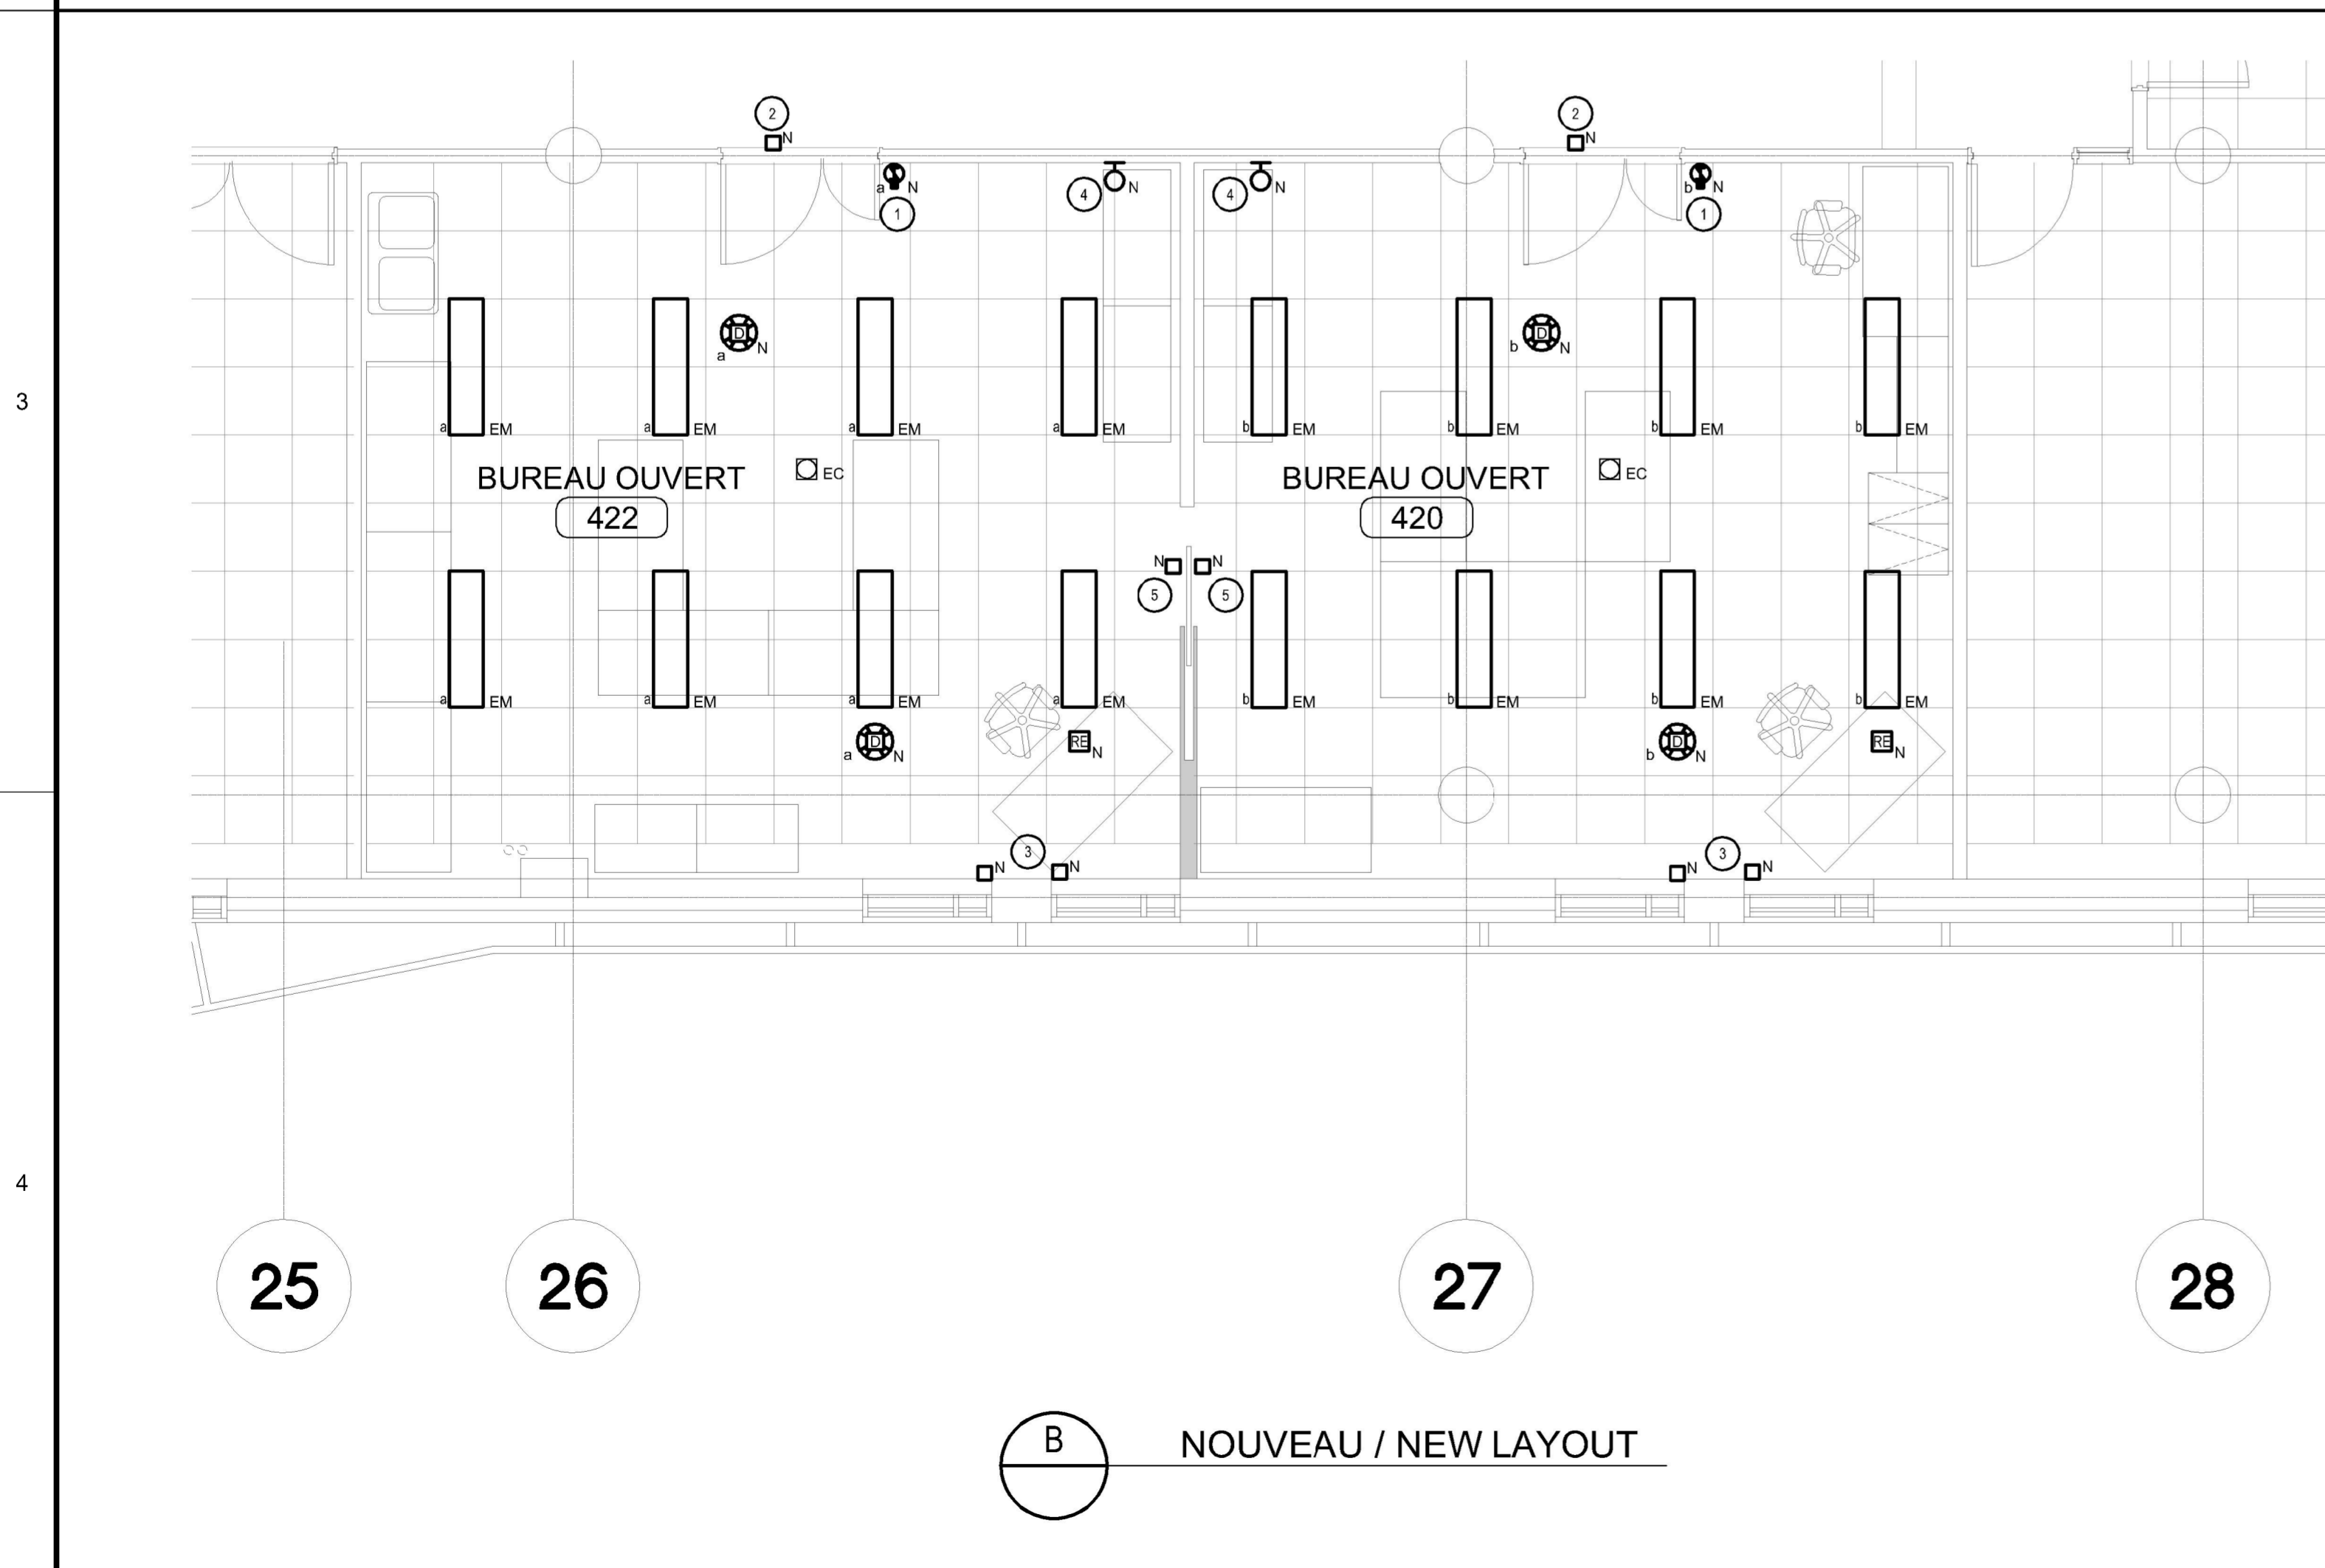 2 2
N N
a N b N
4 N 4 N
1 1
D D
a N b N
3
a EM a EM a EM a EM b EM b EM b EM b EM
BUREAU OUVERT EC BUREAU OUVERT EC
422 420
N N
5 5
a EM a EM a EM a EM b EM b EM b EM b EM
D RE D RE
a N N b N N
3 3
N N N N
4
25 26 27 28
B NOUVEAU / NEW LAYOUT